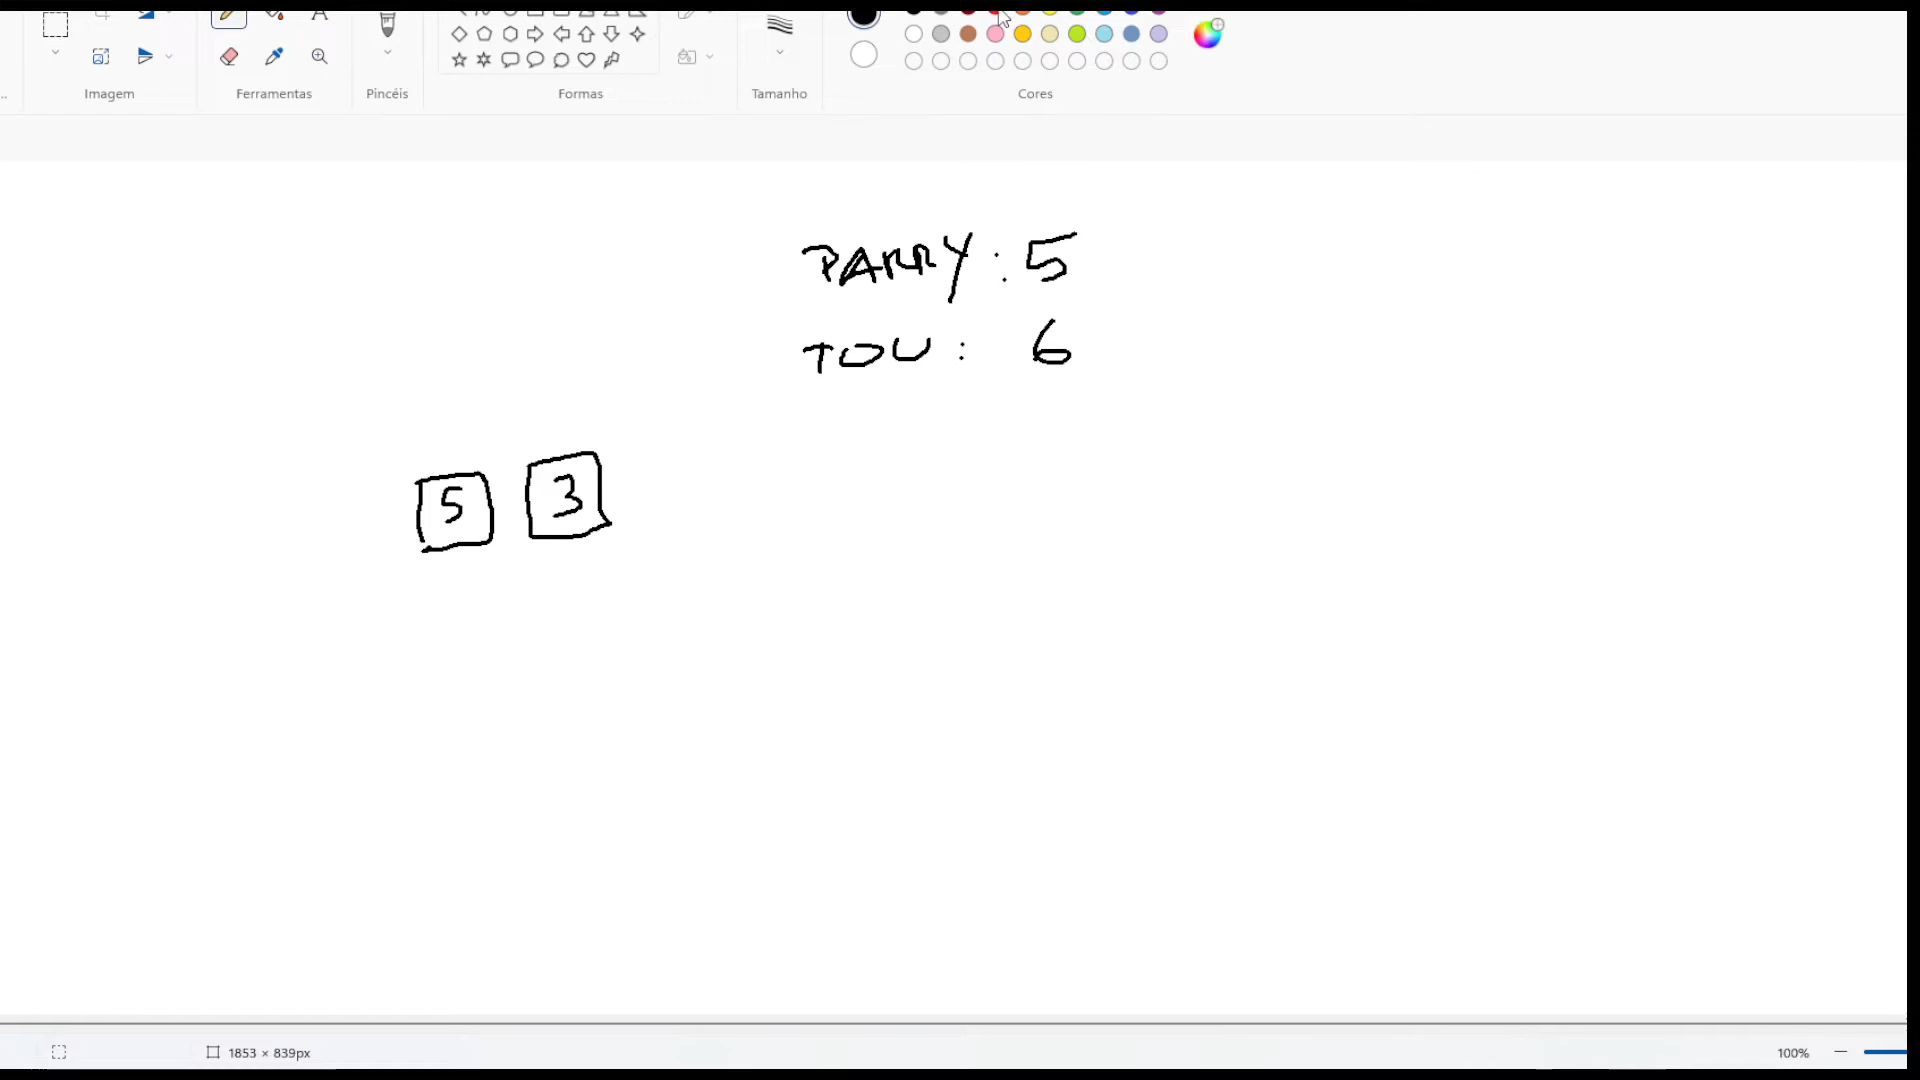 Imagem
Ferramentas
Pincéis
Formas
Tamanho
Cores
PARRY: 5
TOU: 6
5 3
1853 × 839px
100%